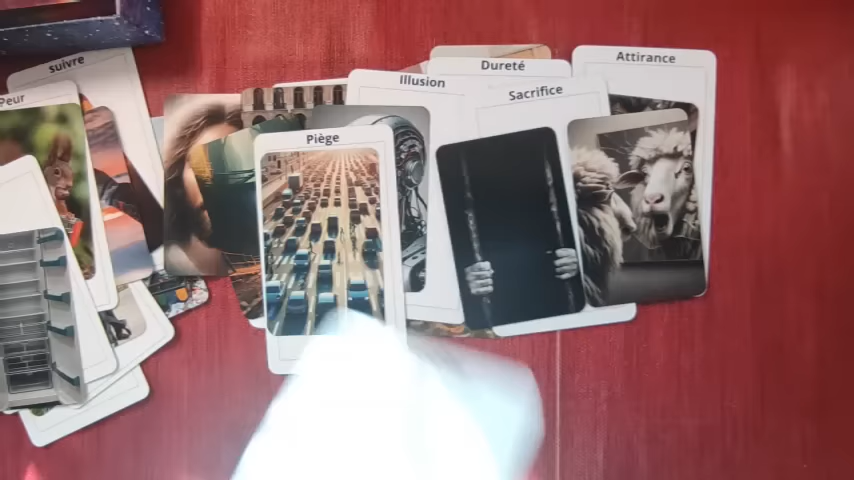 suivre
Peur
Illusion
Dureté
Sacrifice
Attirance
Piège